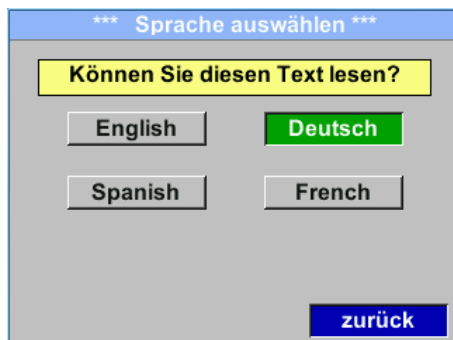 *** Sprache auswählen ***
Können Sie diesen Text lesen?
English Deutsch
Spanish French
zurück